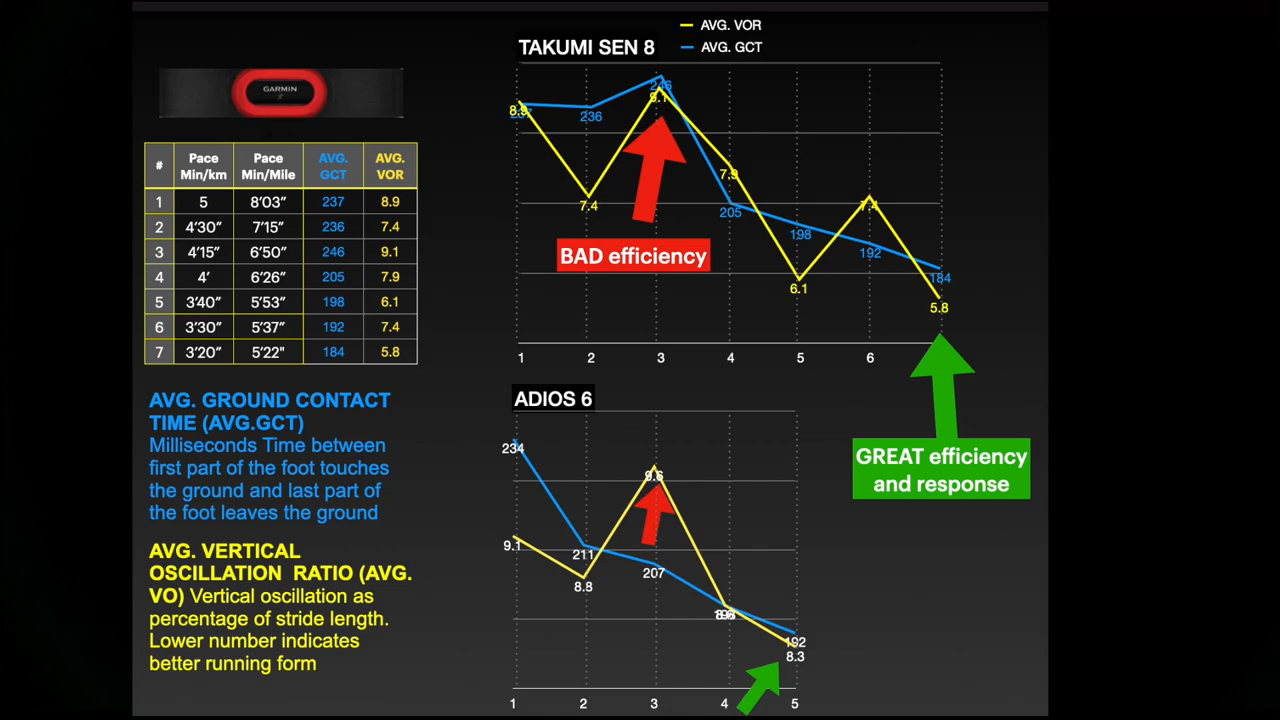 GARMIN
# Pace Min/km Pace Min/Mile AVG. GCT AVG. VOR
1 5 8’03” 237 8.9
2 4’30” 7’15” 236 7.4
3 4’15” 6’50” 246 9.1
4 4’ 6’26” 205 7.9
5 3’40” 5’53” 198 6.1
6 3’30” 5’37” 192 7.4
7 3’20” 5’22" 184 5.8
AVG. GROUND CONTACT
TIME (AVG.GCT)
Milliseconds Time between
first part of the foot touches
the ground and last part of
the foot leaves the ground
AVG. VERTICAL
OSCILLATION RATIO (AVG.
VO) Vertical oscillation as
percentage of stride length.
Lower number indicates
better running form
AVG. VOR
AVG. GCT
TAKUMI SEN 8
8.9
237
236
246
9.1
7.4
7.9
205
198
7.4
192
184
6.1
5.8
BAD efficiency
1 2 3 4 5 6
GREAT efficiency
and response
ADIOS 6
234
9.6
9.1
211
207
8.8
192
8.3
1 2 3 4 5